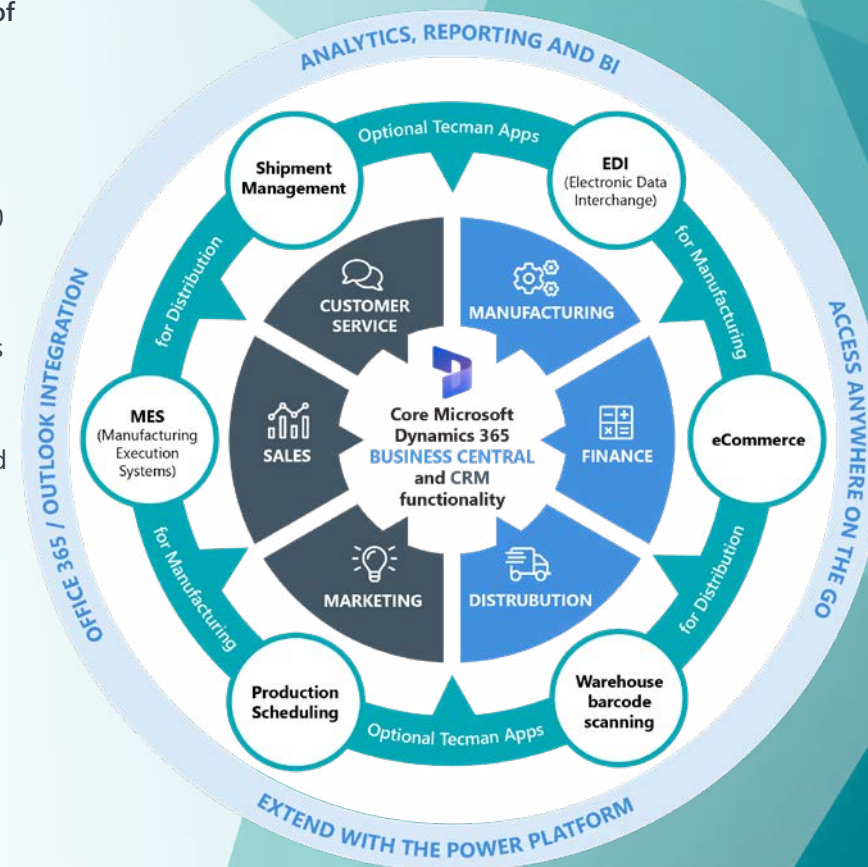 of
)
s
d
ANALYTICS, REPORTING AND BI
Optional Tecman Apps
Shipment
Management
EDI
(Electronic Data
Interchange)
for Distribution
for Manufacturing
OFFICE 365 / OUTLOOK INTEGRATION
ACCESS ANYWHERE ON THE GO
CUSTOMER
SERVICE
MANUFACTURING
MES
(Manufacturing
Execution
Systems)
SALES
Core Microsoft
Dynamics 365
BUSINESS CENTRAL
and CRM
functionality
FINANCE
eCommerce
MARKETING
DISTRUBUTION
for Manufacturing
for Distribution
Production
Scheduling
Optional Tecman Apps
Warehouse
barcode
scanning
EXTEND WITH THE POWER PLATFORM